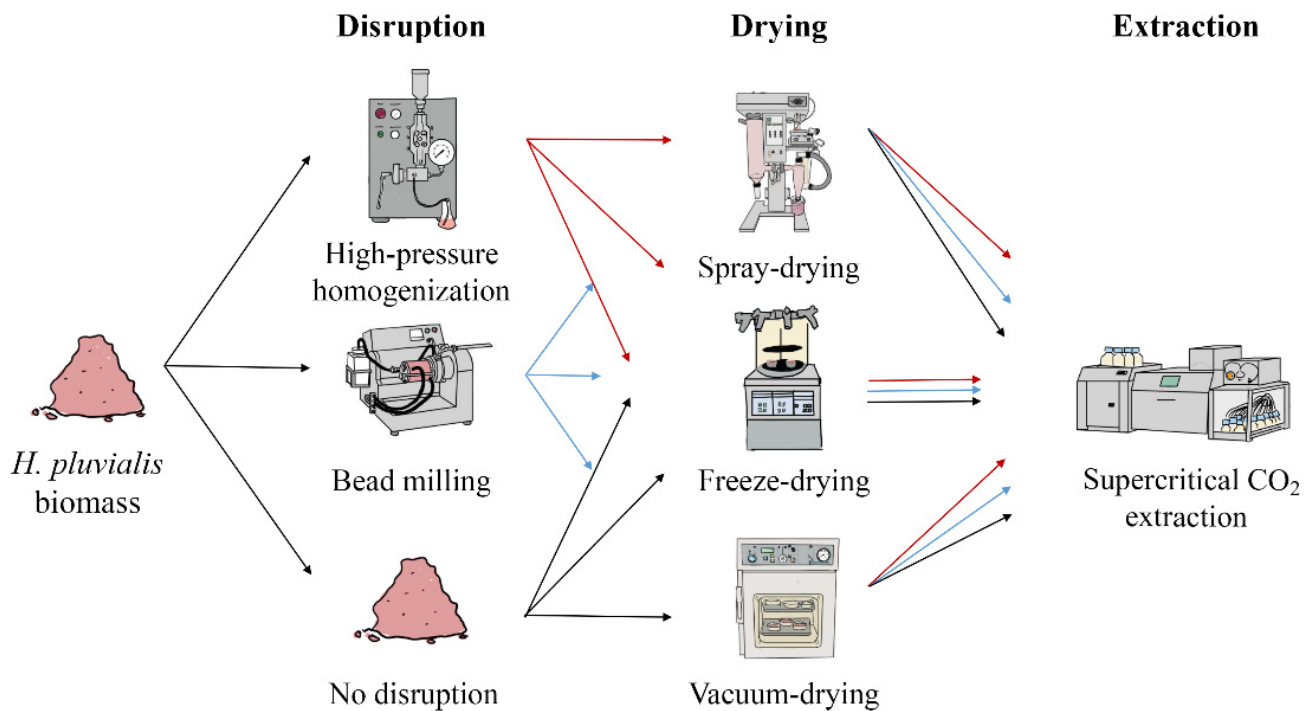 Disruption
Drying
Extraction
High-pressure
homogenization
Spray-drying
H. pluvialis
biomass
Bead milling
Freeze-drying
Supercritical CO₂
extraction
No disruption
Vacuum-drying